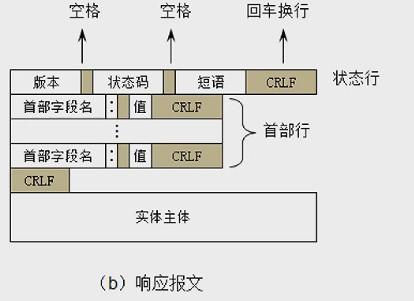 空格 空格 回车换行
版本 状态码 短语 CRLF 状态行
首部字段名 : 值 CRLF
⋮ 首部行
首部字段名 : 值 CRLF
CRLF
实体主体
（b）响应报文